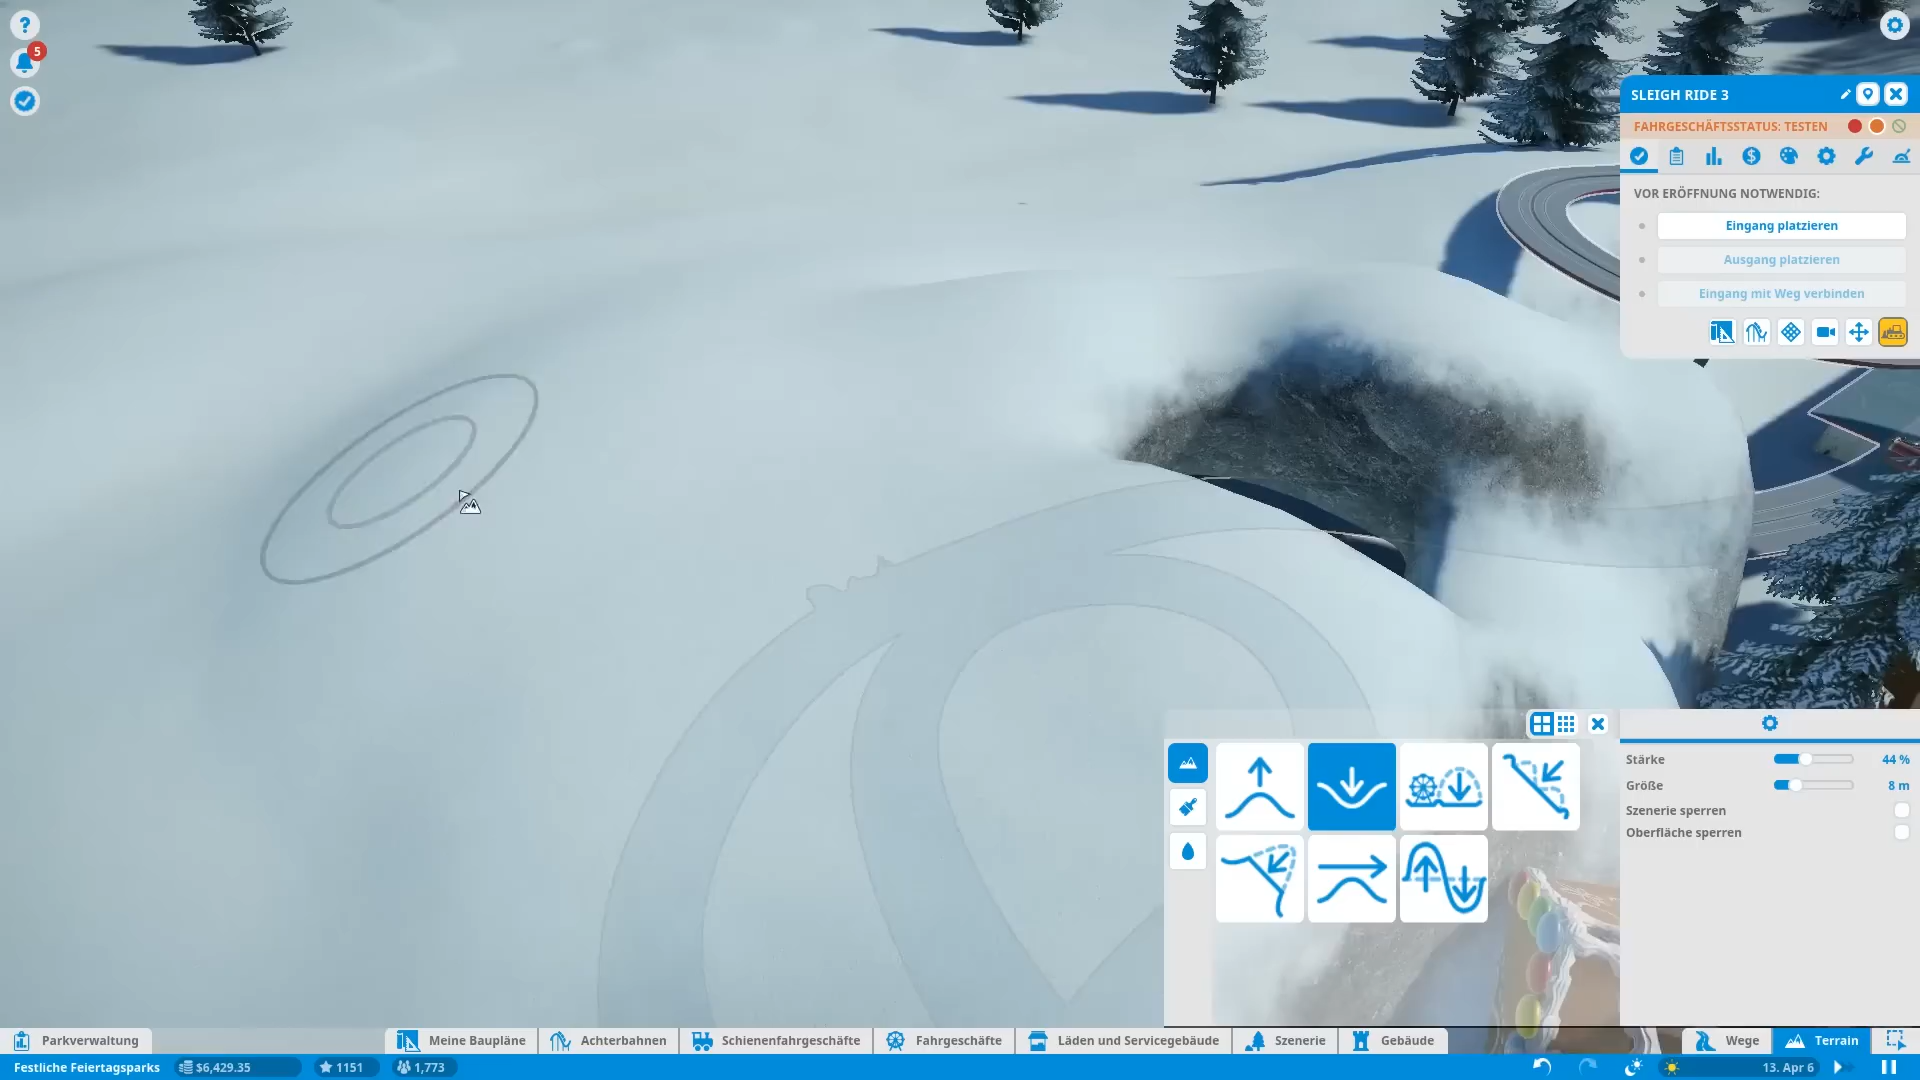 ?
5
SLEIGH RIDE 3
FAHRGESCHÄFTSSTATUS: TESTEN
VOR ERÖFFNUNG NOTWENDIG:
Eingang platzieren
Ausgang platzieren
Eingang mit Weg verbinden
Stärke 44 %
Größe 8 m
Szenerie sperren
Oberfläche sperren
Parkverwaltung Meine Baupläne Achterbahnen Schienenfahrgeschäfte Fahrgeschäfte Läden und Servicegebäude Szenerie Gebäude Wege Terrain
Festliche Feiertagsparks $6,429.35 1151 1,773 13. Apr 6